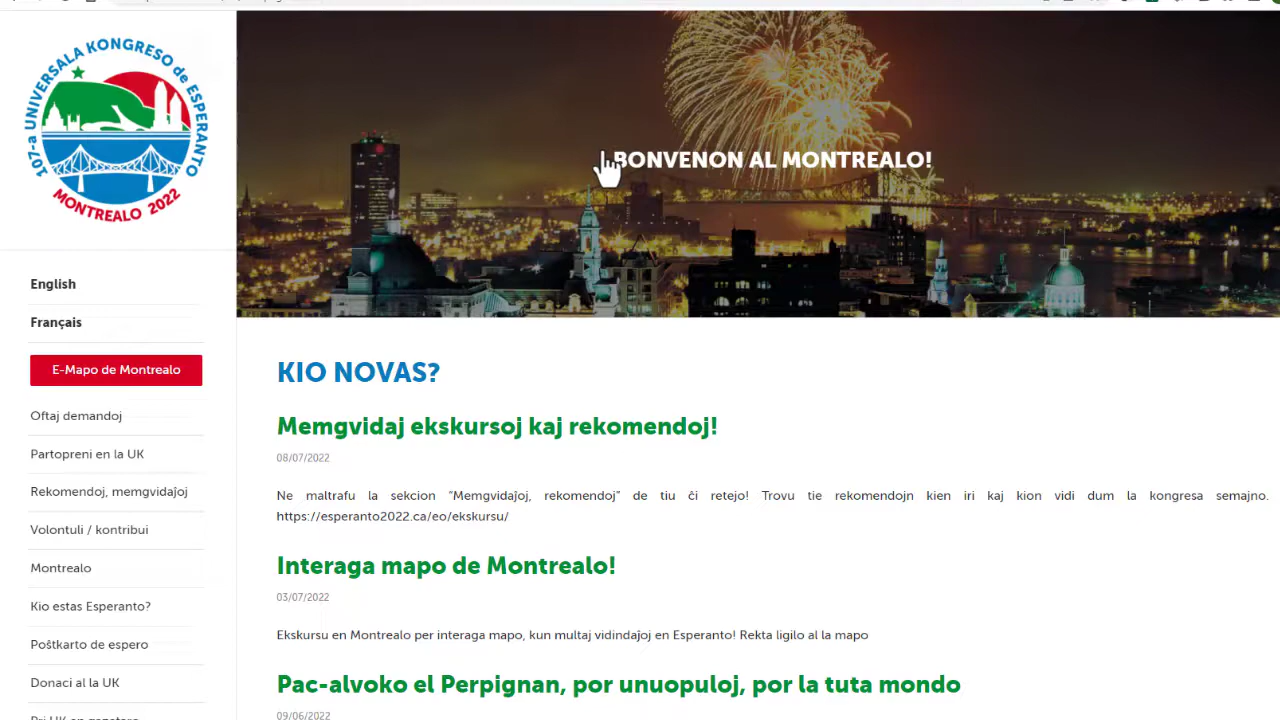 107-a UNIVERSALA KONGRESO de ESPERANTO
MONTREALO 2022
BONVENON AL MONTREALO!
English
Français
E-Mapo de Montrealo
Oftaj demandoj
Partopreni en la UK
Rekomendoj, memgvidaĵoj
Volontuli / kontribui
Montrealo
Kio estas Esperanto?
Poŝtkarto de espero
Donaci al la UK
KIO NOVAS?
Memgvidaj ekskursoj kaj rekomendoj!
08/07/2022
Ne maltrafu la sekcion "Memgvidaĵoj, rekomendoj" de tiu ĉi retejo! Trovu tie rekomendojn kien iri kaj kion vidi dum la kongresa semajno.
https://esperanto2022.ca/eo/ekskursu/
Interaga mapo de Montrealo!
03/07/2022
Ekskursu en Montrealo per interaga mapo, kun multaj vidindaĵoj en Esperanto! Rekta ligilo al la mapo
Pac-alvoko el Perpignan, por unuopuloj, por la tuta mondo
09/06/2022